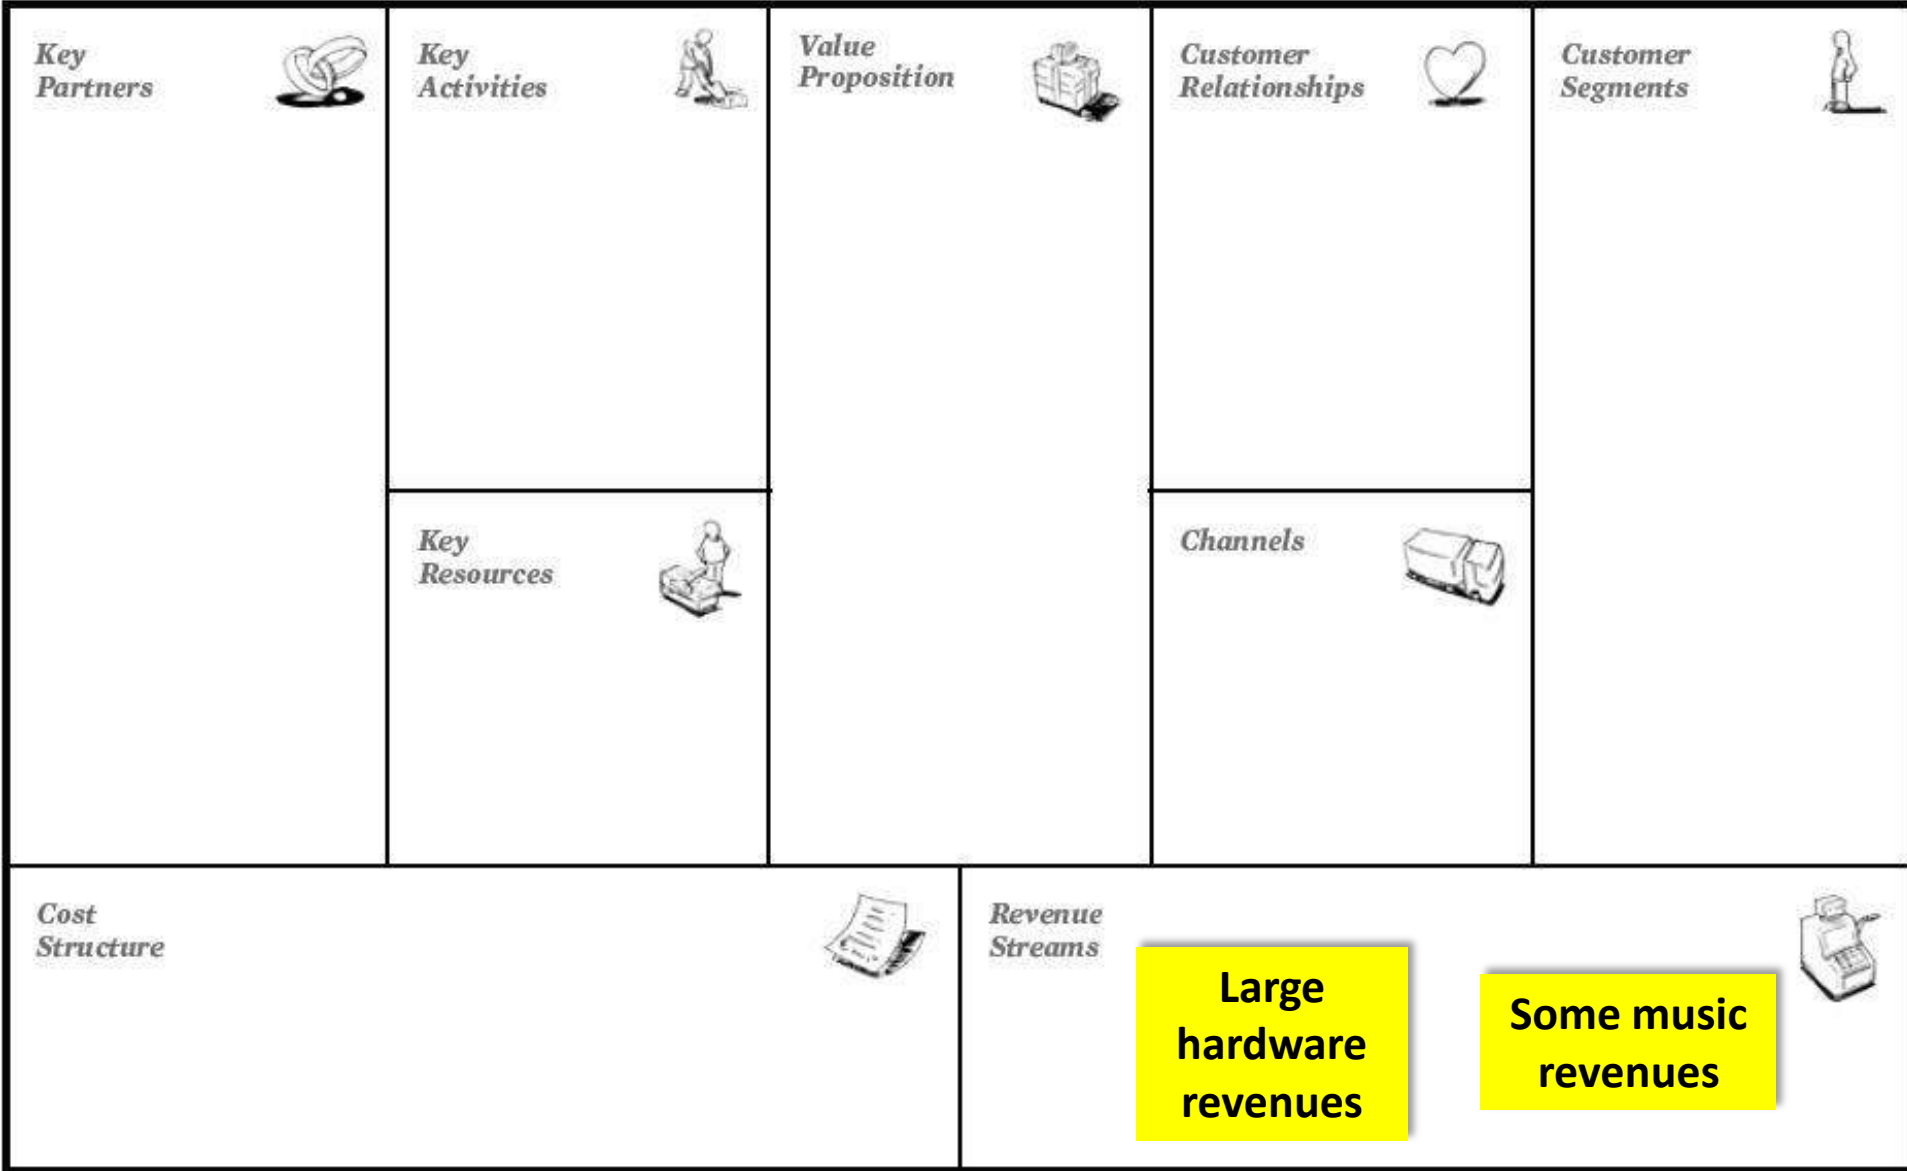 Key
Partners
Key
Activities
Value
Proposition
Customer
Relationships
Customer
Segments
Key
Resources
Channels
Cost
Structure
Revenue
Streams
Large
hardware
revenues
Some music
revenues